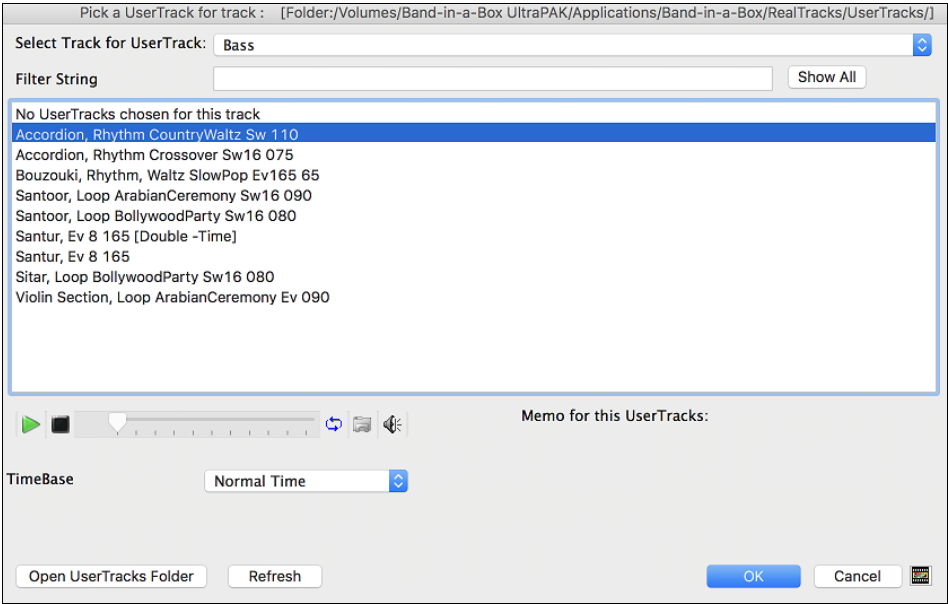 Pick a UserTrack for track : [Folder:/Volumes/Band-in-a-Box UltraPAK/Applications/Band-in-a-Box/RealTracks/UserTracks/]
Select Track for UserTrack: Bass
Filter String Show All
No UserTracks chosen for this track
Accordion, Rhythm CountryWaltz Sw 110
Accordion, Rhythm Crossover Sw16 075
Bouzouki, Rhythm, Waltz SlowPop Ev165 65
Santoor, Loop ArabianCeremony Sw16 090
Santoor, Loop BollywoodParty Sw16 080
Santur, Ev 8 165 [Double -Time]
Santur, Ev 8 165
Sitar, Loop BollywoodParty Sw16 080
Violin Section, Loop ArabianCeremony Ev 090
Memo for this UserTracks:
TimeBase Normal Time
Open UserTracks Folder Refresh OK Cancel